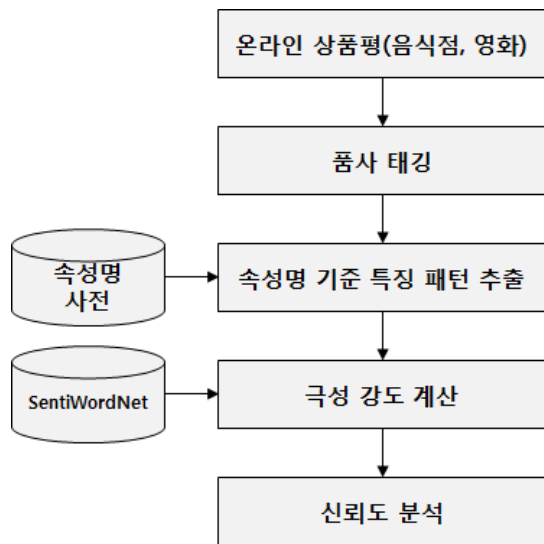 온라인 상품평(음식점, 영화)
품사 태깅
속성명
사전
속성명 기준 특징 패턴 추출
SentiWordNet
극성 강도 계산
신뢰도 분석